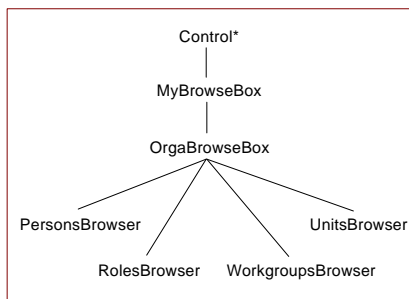 Control*
MyBrowseBox
OrgaBrowseBox
PersonsBrowser
UnitsBrowser
RolesBrowser
WorkgroupsBrowser